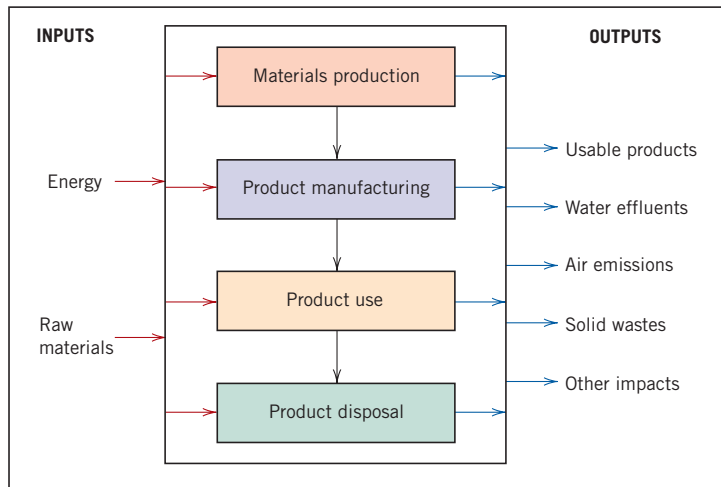 INPUTS
OUTPUTS
Materials production
Usable products
Energy
Product manufacturing
Water effluents
Air emissions
Product use
Raw
materials
Solid wastes
Other impacts
Product disposal